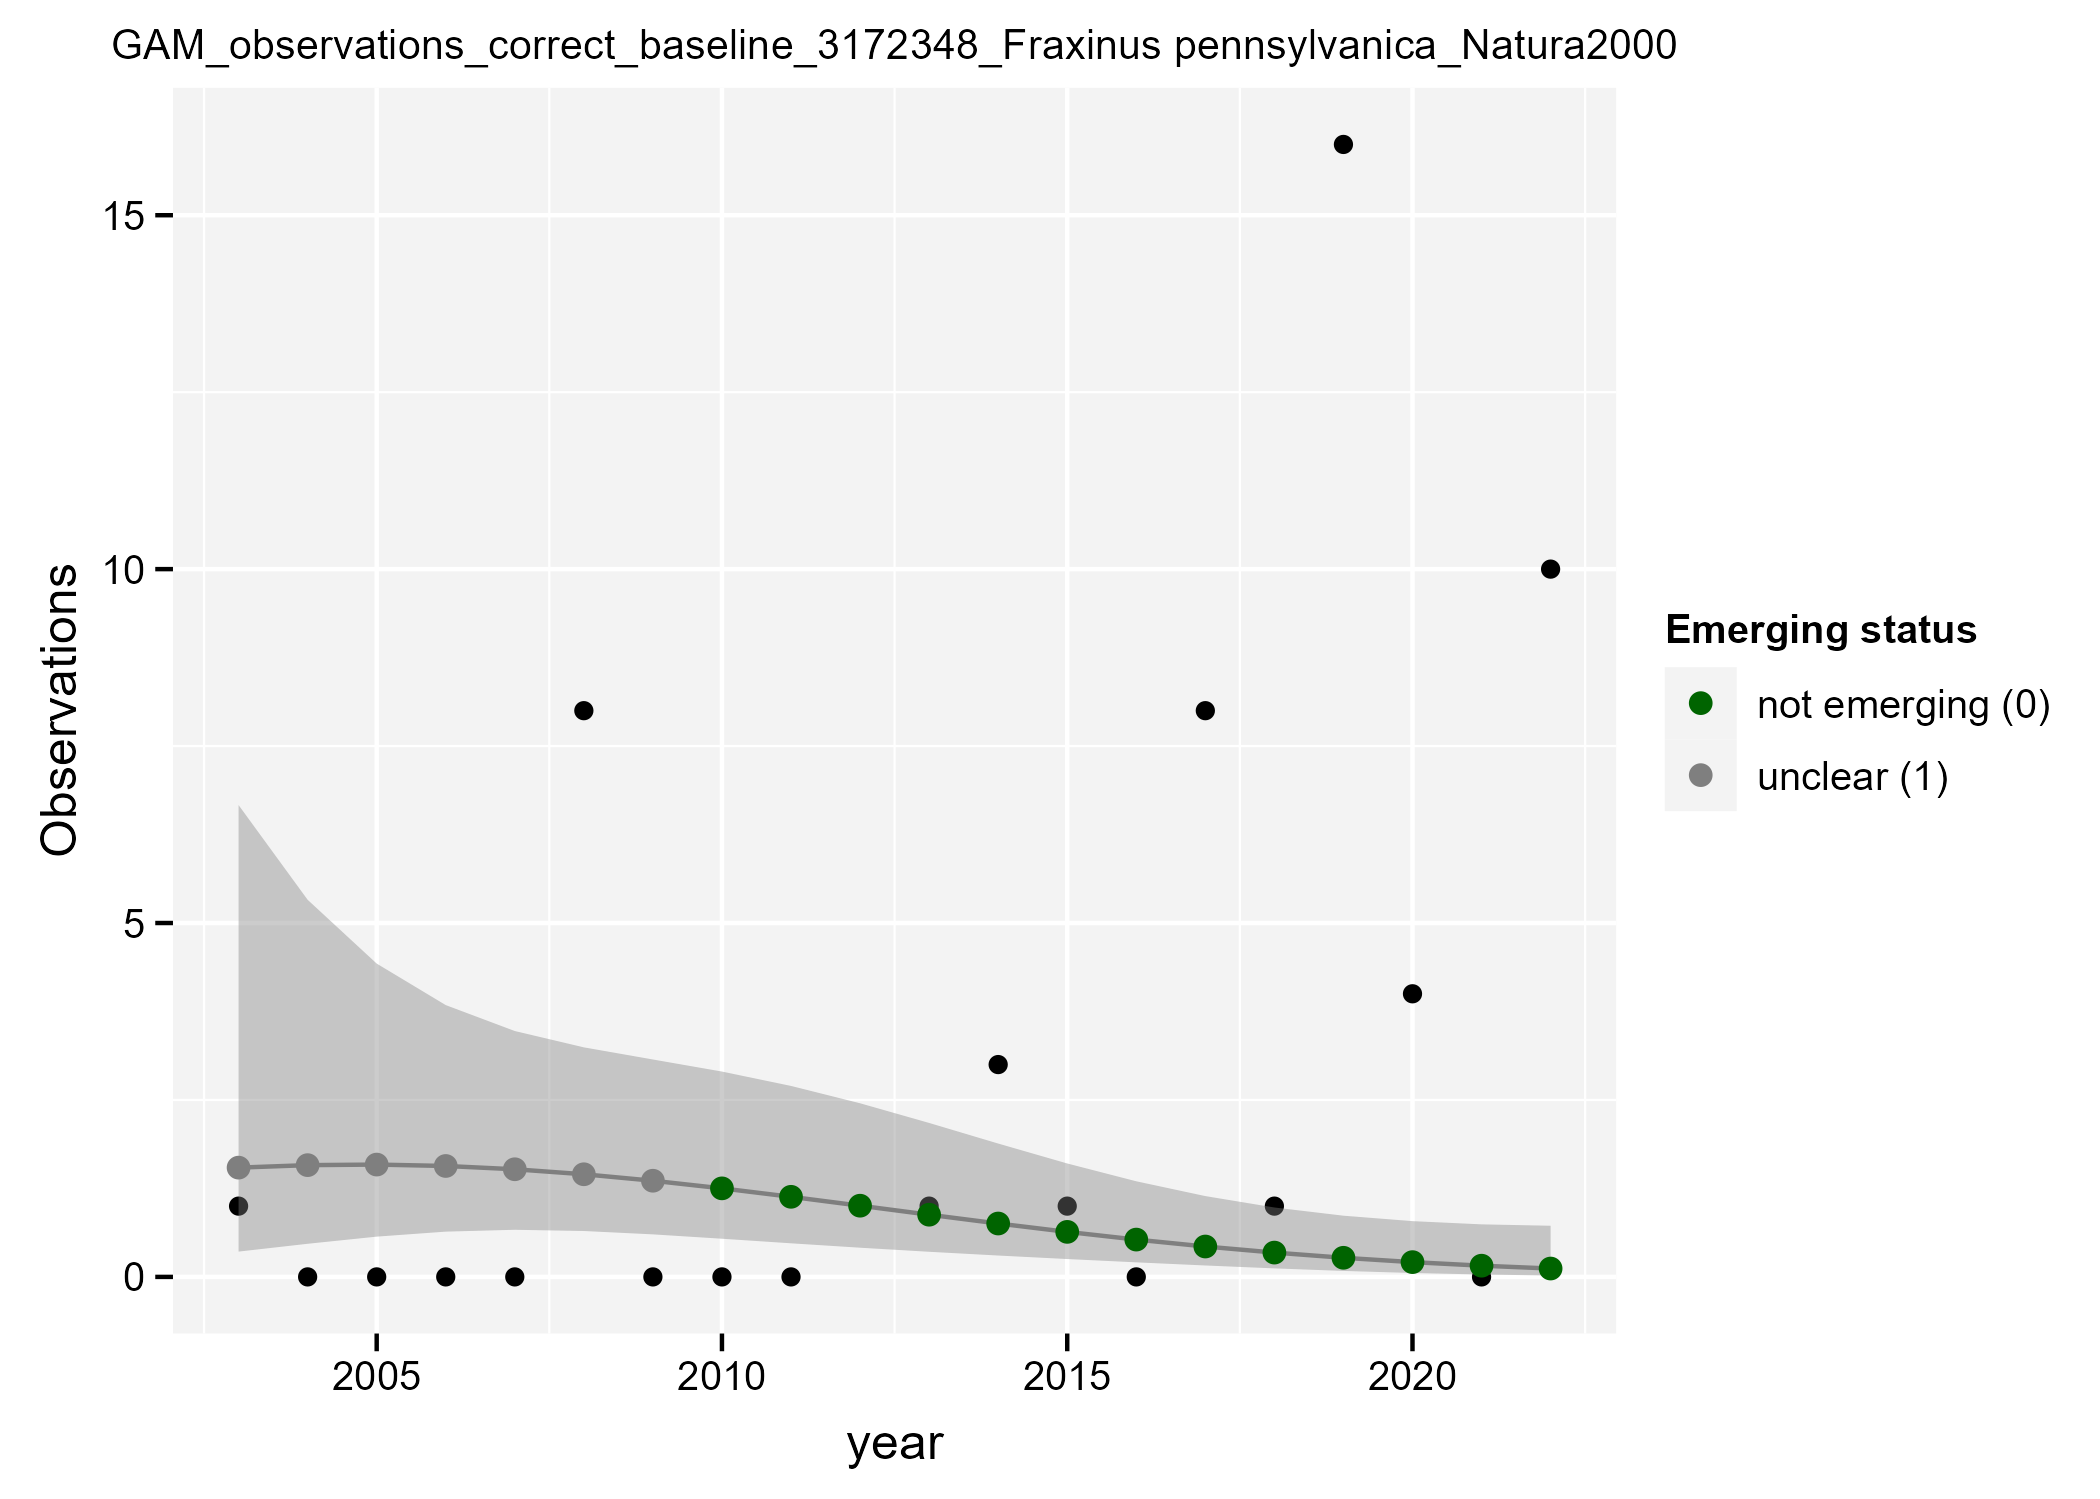 GAM_observations_correct_baseline_3172348_Fraxinus pennsylvanica_Natura2000
15
10
5
0
Observations
2005
2010
2015
2020
year
Emerging status
not emerging (0)
unclear (1)